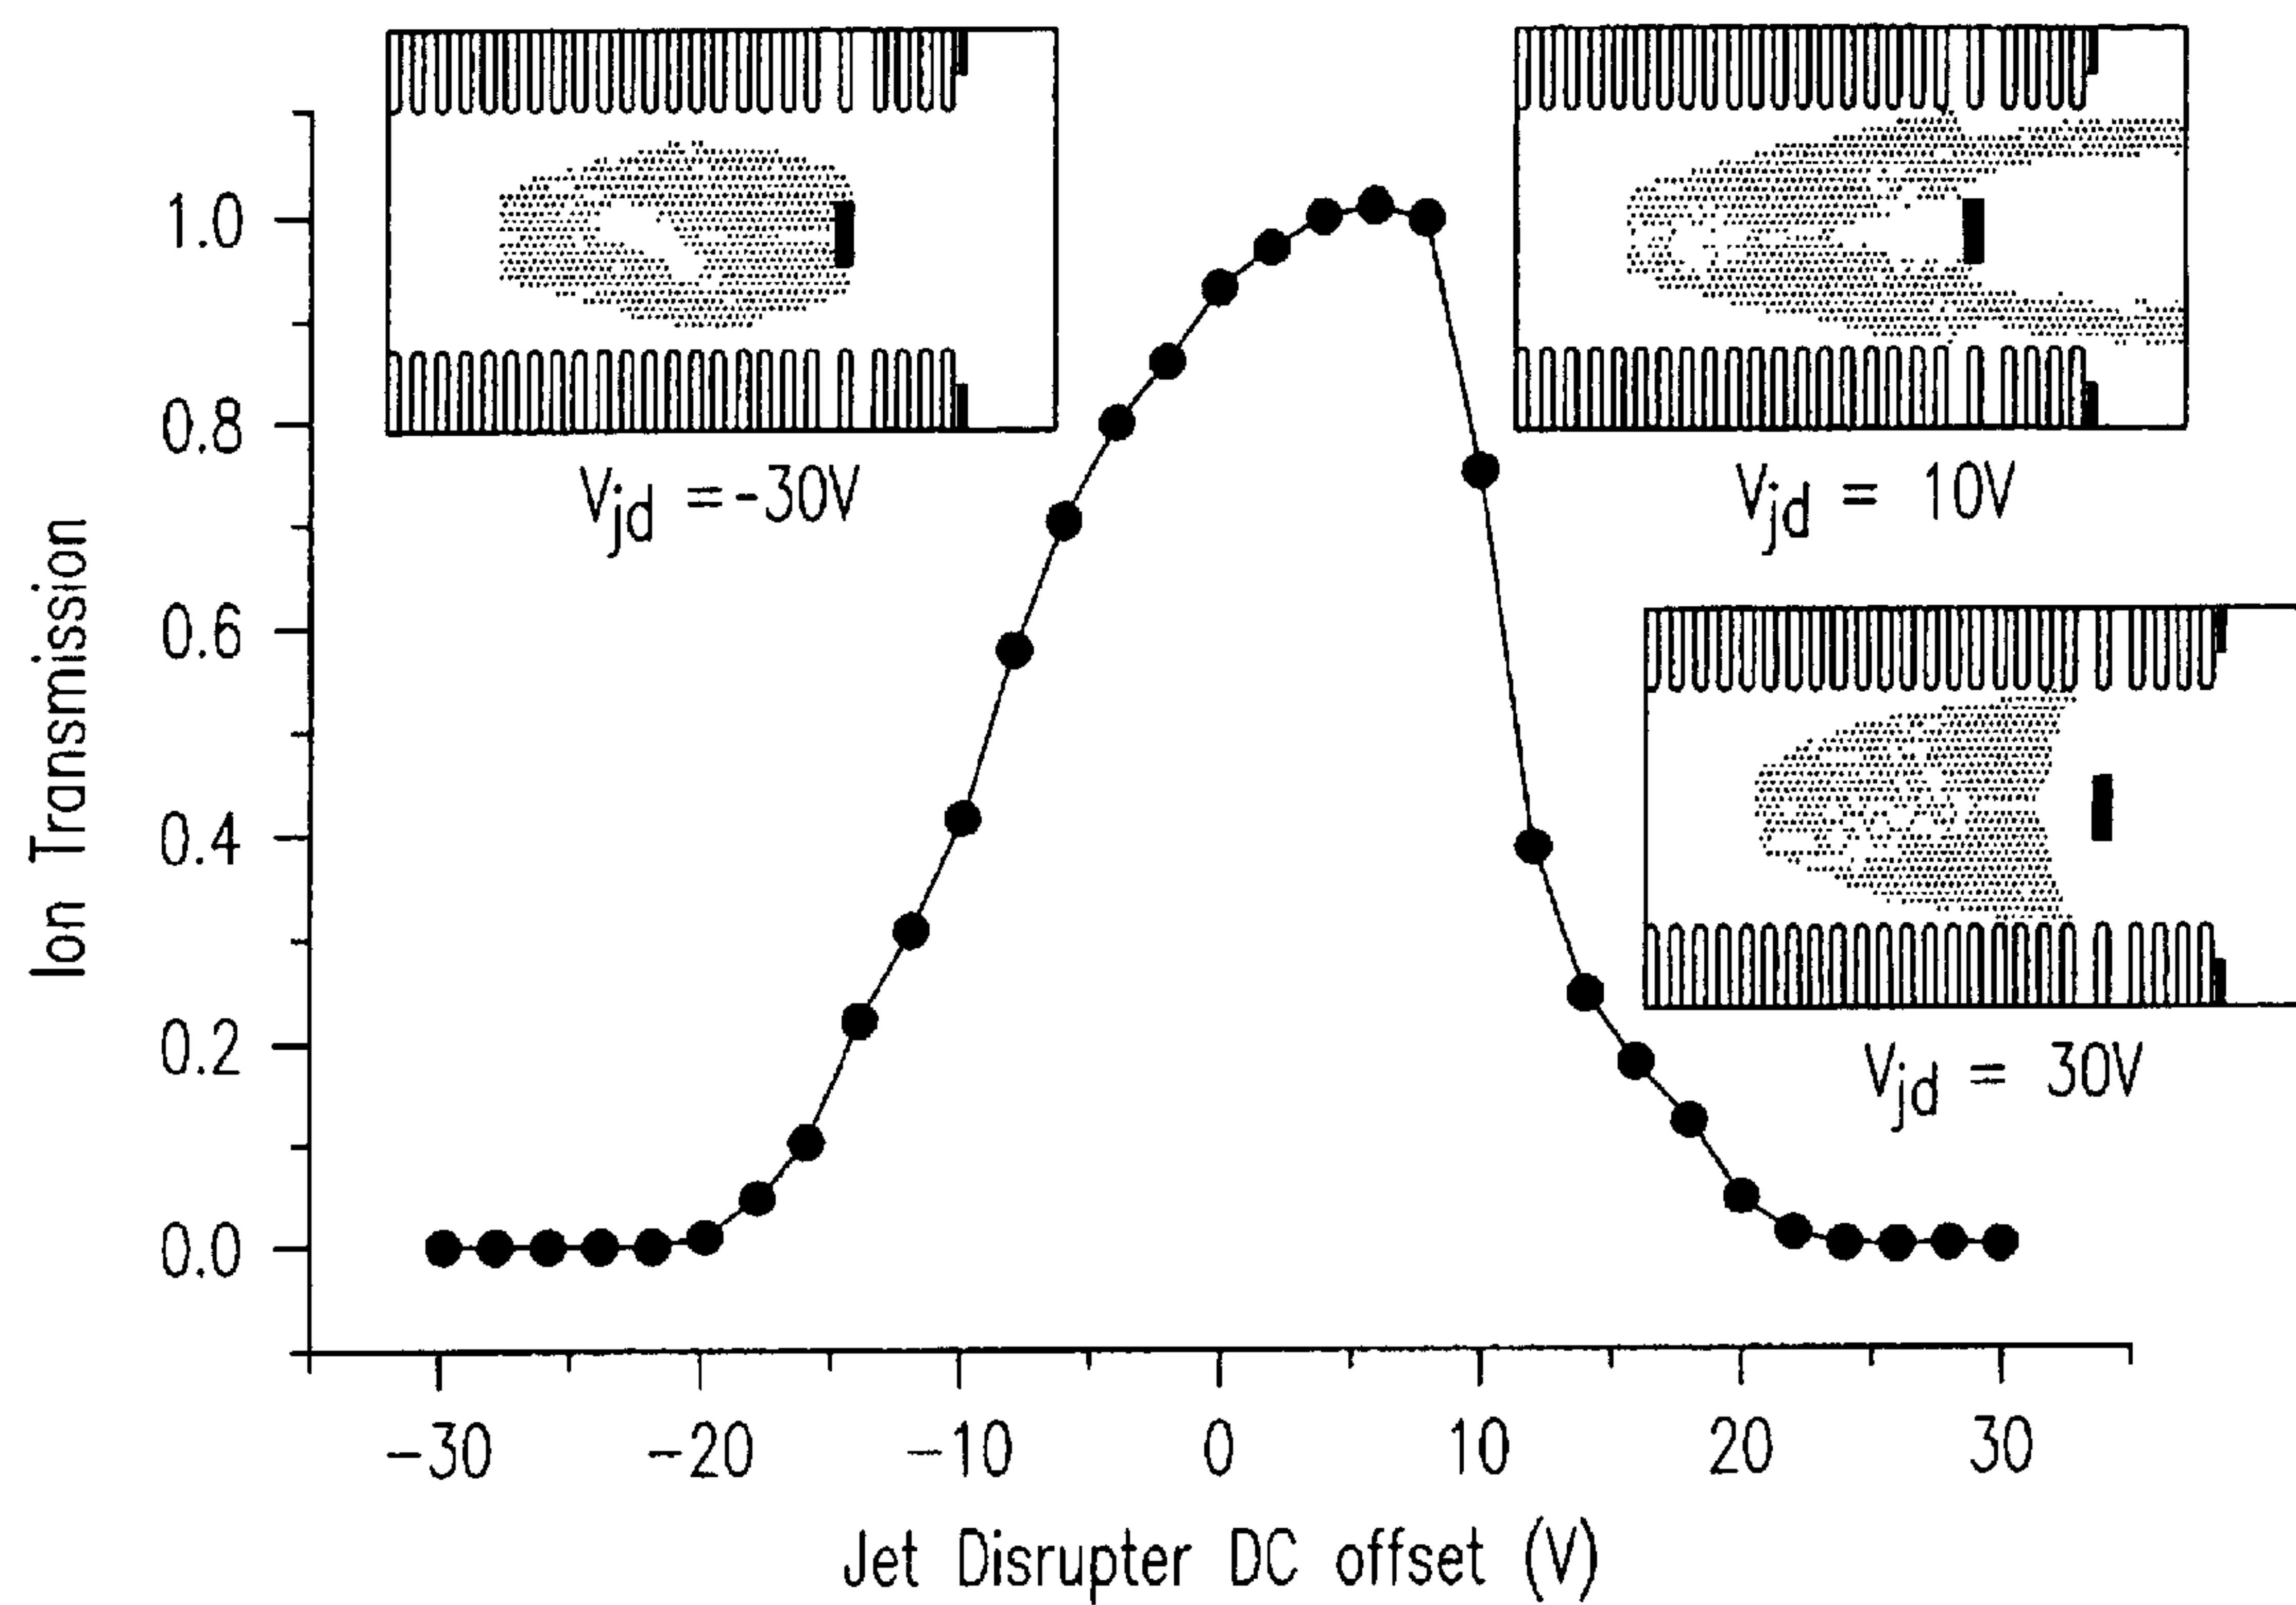 V_jd =-30V
V_jd = 10V
V_jd = 30V
Ion Transmission
1.0
0.8
0.6
0.4
0.2
0.0
-30 -20 -10 0 10 20 30
Jet Disrupter DC offset (V)